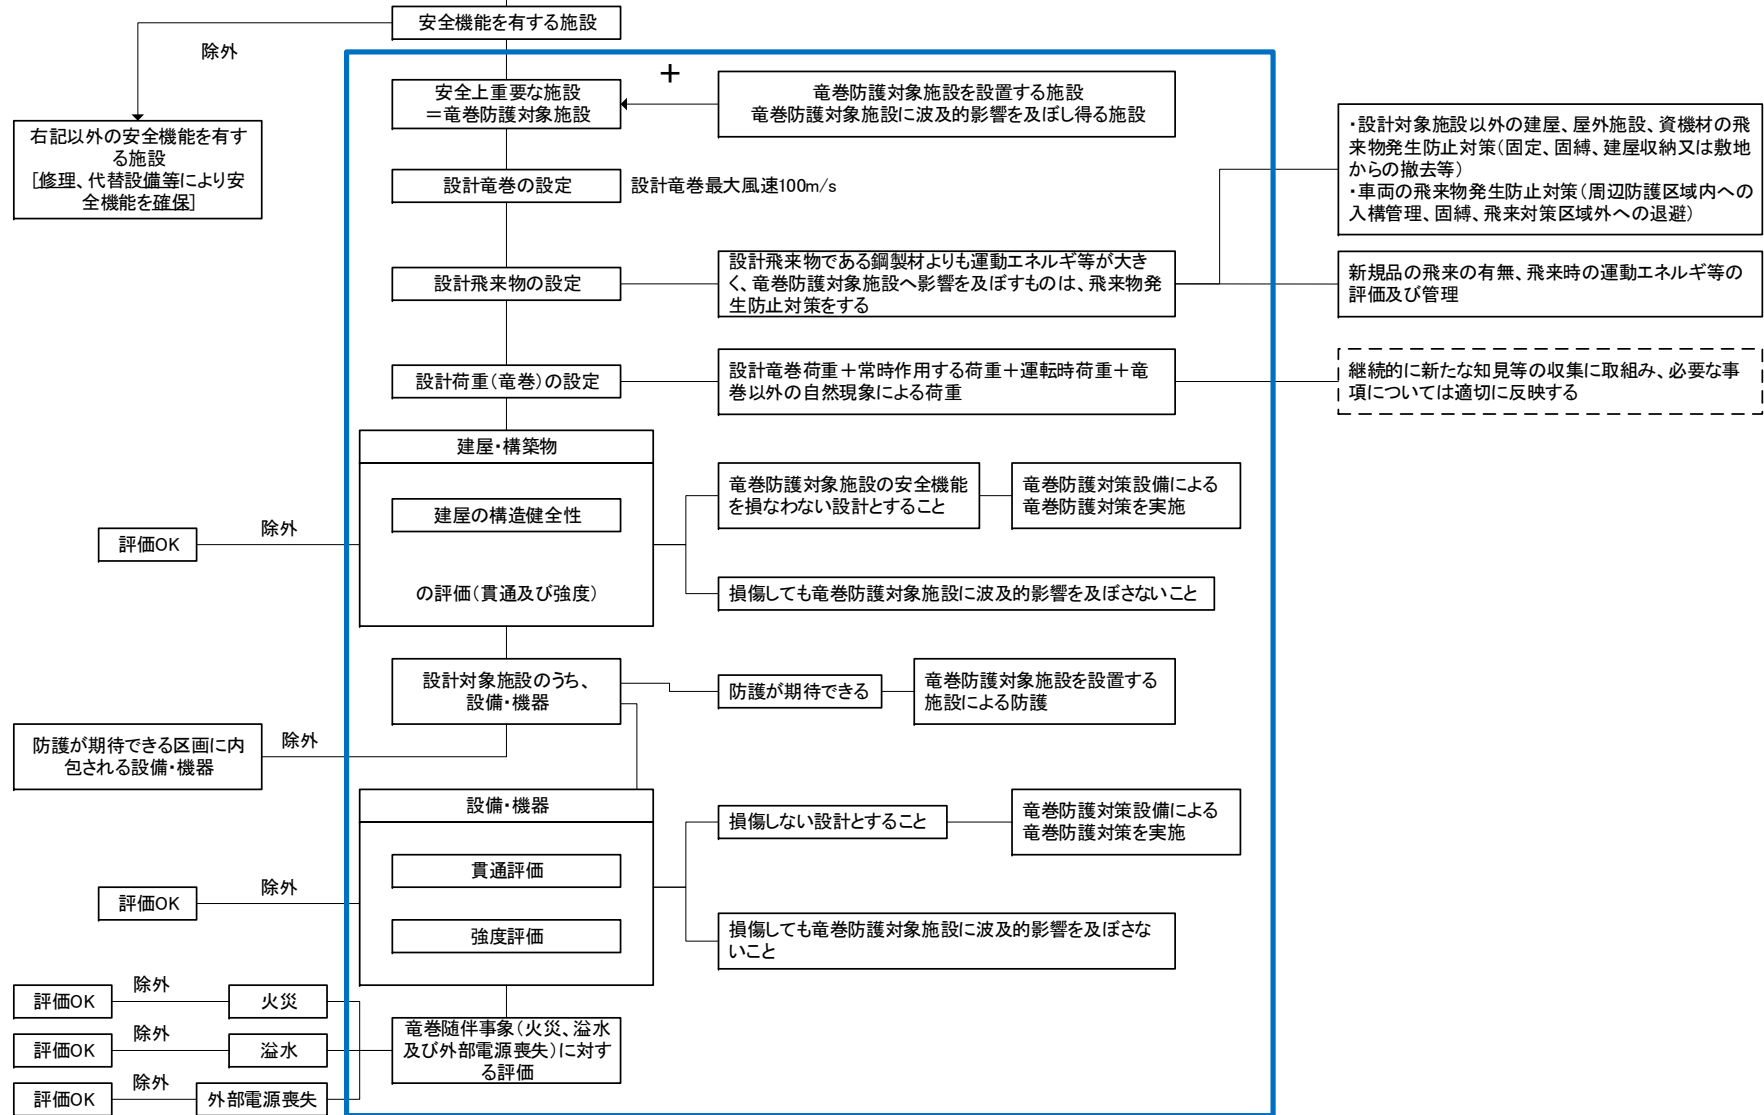 安全機能を有する施設
除外
右記以外の安全機能を有す
る施設
[修理、代替設備等により安
全機能を確保]
安全上重要な施設
=竜巻防護対象施設
+
竜巻防護対象施設を設置する施設
竜巻防護対象施設に波及的影響を及ぼし得る施設
設計竜巻の設定
設計竜巻最大風速100m/s
・設計対象施設以外の建屋、屋外施設、資機材の飛
来物発生防止対策(固定、固縛、建屋収納又は敷地
からの撤去等)
・車両の飛来物発生防止対策(周辺防護区域内への
入構管理、固縛、飛来対策区域外への退避)
設計飛来物の設定
設計飛来物である鋼製材よりも運動エネルギ等が大き
く、竜巻防護対象施設へ影響を及ぼすものは、飛来物発
生防止対策をする
新規品の飛来の有無、飛来時の運動エネルギ等の
評価及び管理
設計荷重(竜巻)の設定
設計竜巻荷重+常時作用する荷重+運転時荷重+竜
巻以外の自然現象による荷重
継続的に新たな知見等の収集に取組み、必要な事
項については適切に反映する
建屋・構築物
建屋の構造健全性
の評価(貫通及び強度)
評価OK
除外
竜巻防護対象施設の安全機能
を損なわない設計とすること
竜巻防護対策設備による
竜巻防護対策を実施
損傷しても竜巻防護対象施設に波及的影響を及ぼさないこと
設計対象施設のうち、
設備・機器
防護が期待できる
竜巻防護対象施設を設置する
施設による防護
防護が期待できる区画に内
包される設備・機器
除外
設備・機器
貫通評価
強度評価
評価OK
除外
損傷しない設計とすること
竜巻防護対策設備による
竜巻防護対策を実施
損傷しても竜巻防護対象施設に波及的影響を及ぼさな
いこと
評価OK
除外
火災
評価OK
除外
溢水
評価OK
除外
外部電源喪失
竜巻随伴事象(火災、溢水
及び外部電源喪失)に対す
る評価